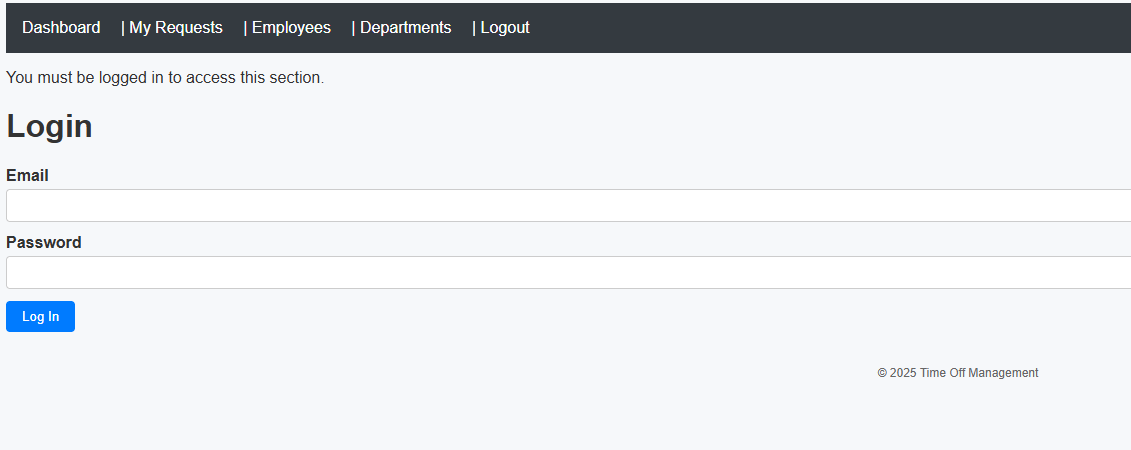 Dashboard | My Requests | Employees | Departments | Logout
You must be logged in to access this section.
Login
Email
Password
Log In
© 2025 Time Off Management